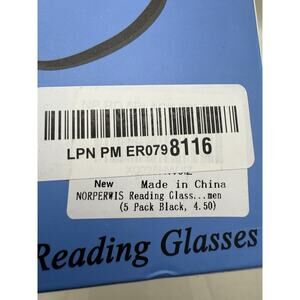 LPN PM ER0798116
New Made in China
NORPERWIS Reading Glass...men
(5 Pack Black, 4.50)
Reading Glasses